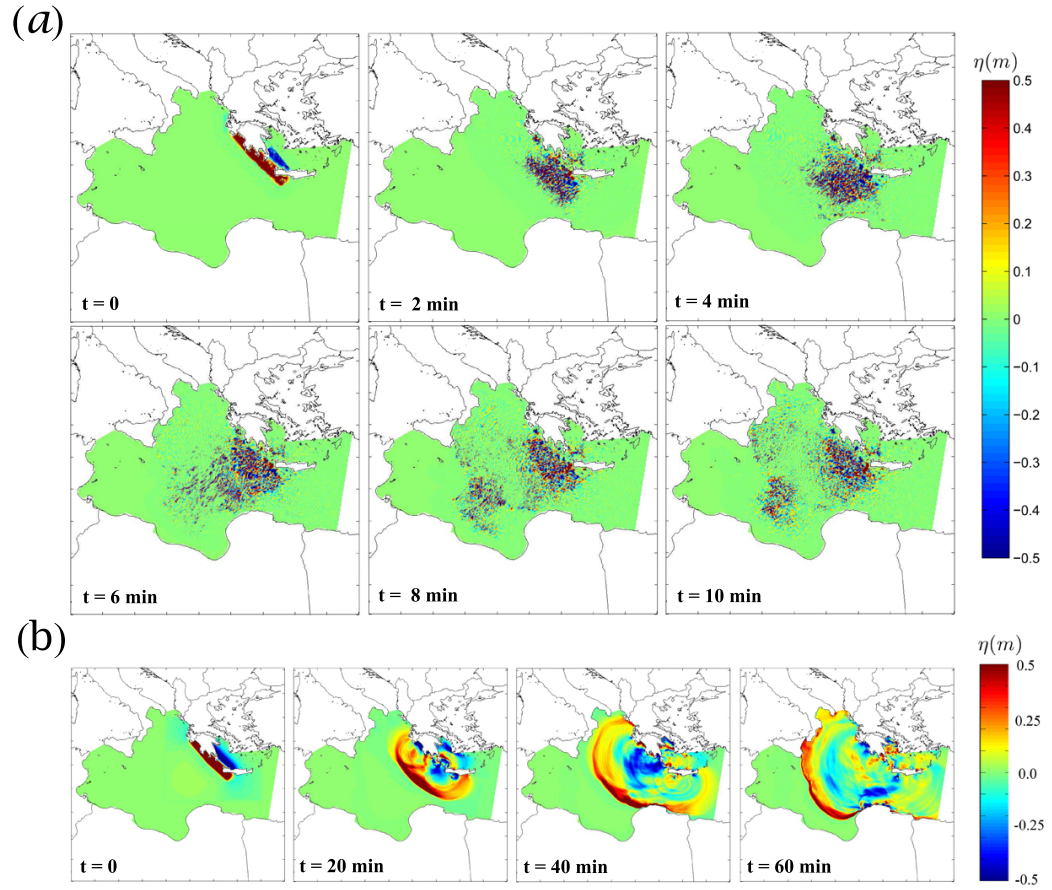 (a)
η(m)
0.5
0.4
0.3
0.2
0.1
0
−0.1
−0.2
−0.3
−0.4
−0.5
t = 0
t = 2 min
t = 4 min
t = 6 min
t = 8 min
t = 10 min
(b)
η(m)
0.5
0.25
0.0
-0.25
-0.5
t = 0
t = 20 min
t = 40 min
t = 60 min